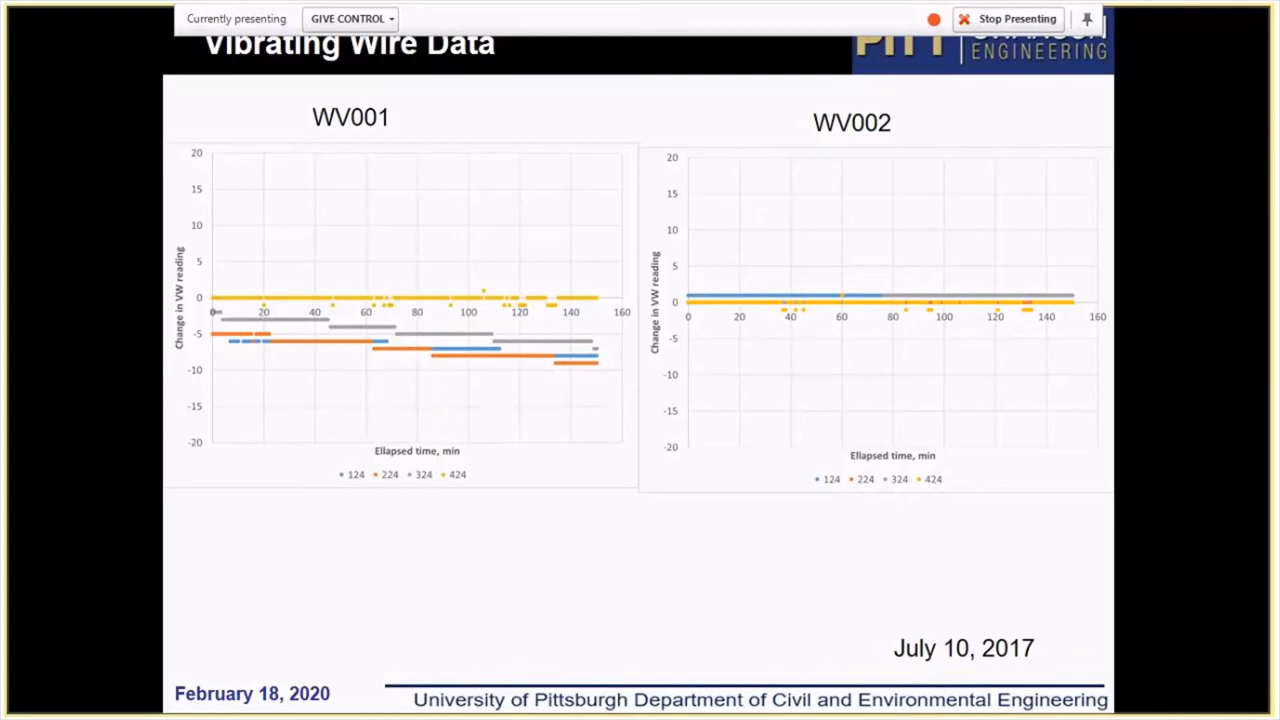 Currently presenting GIVE CONTROL Stop Presenting
Vibrating Wire Data
PITT ENGINEERING
WV001
WV002
20
15
10
5
0
-5
-10
-15
-20
0 20 40 60 80 100 120 140 160
Change in VW reading
Ellapsed time, min
124 224 324 424
20
15
10
5
0
-5
-10
-15
-20
0 20 40 60 80 100 120 140 160
Change in VW reading
Ellapsed time, min
124 224 324 424
July 10, 2017
February 18, 2020
University of Pittsburgh Department of Civil and Environmental Engineering